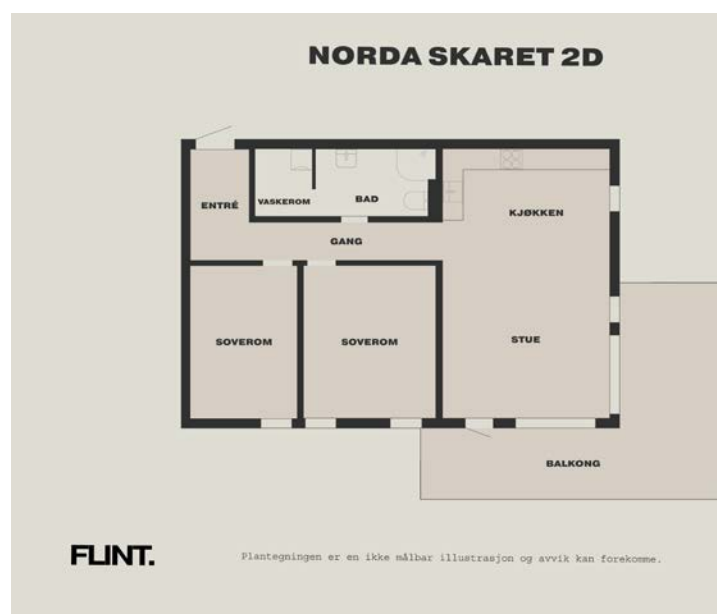 NORDA SKARET 2D
ENTRÉ
VASKEROM
BAD
KJØKKEN
GANG
SOVEROM
SOVEROM
STUE
BALKONG
FLINT.
Plantegningen er en ikke målbar illustrasjon og avvik kan forekomme.